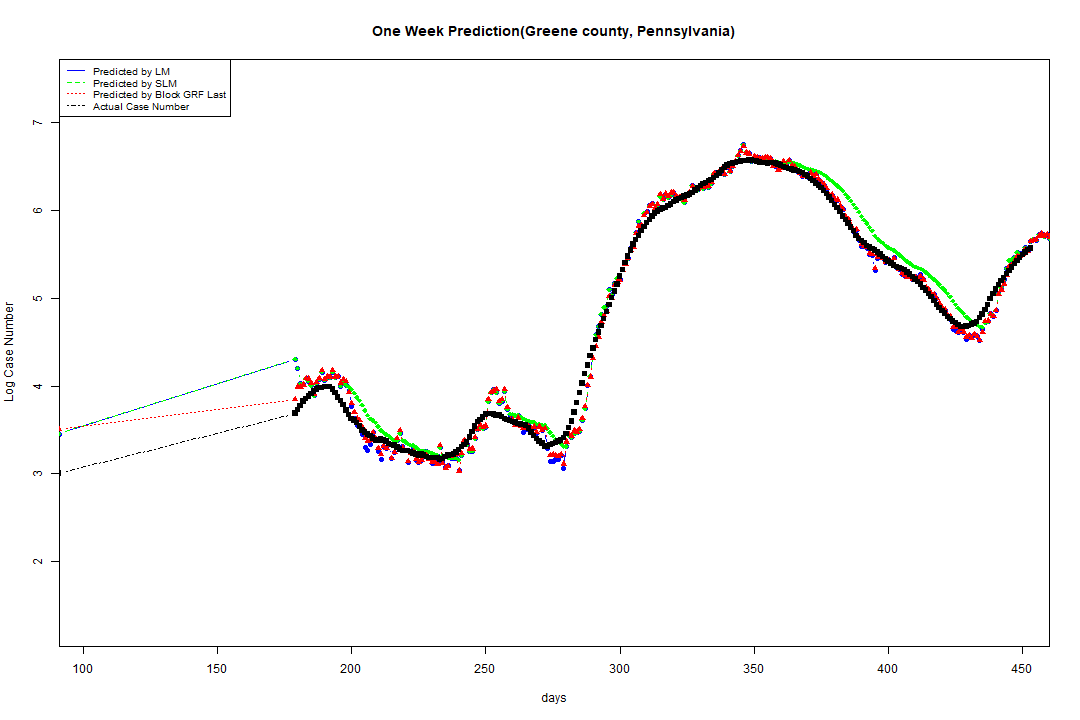 One Week Prediction(Greene county, Pennsylvania)
Predicted by LM
Predicted by SLM
Predicted by Block GRF Last
Actual Case Number
7
6
5
4
3
2
Log Case Number
100 150 200 250 300 350 400 450
days